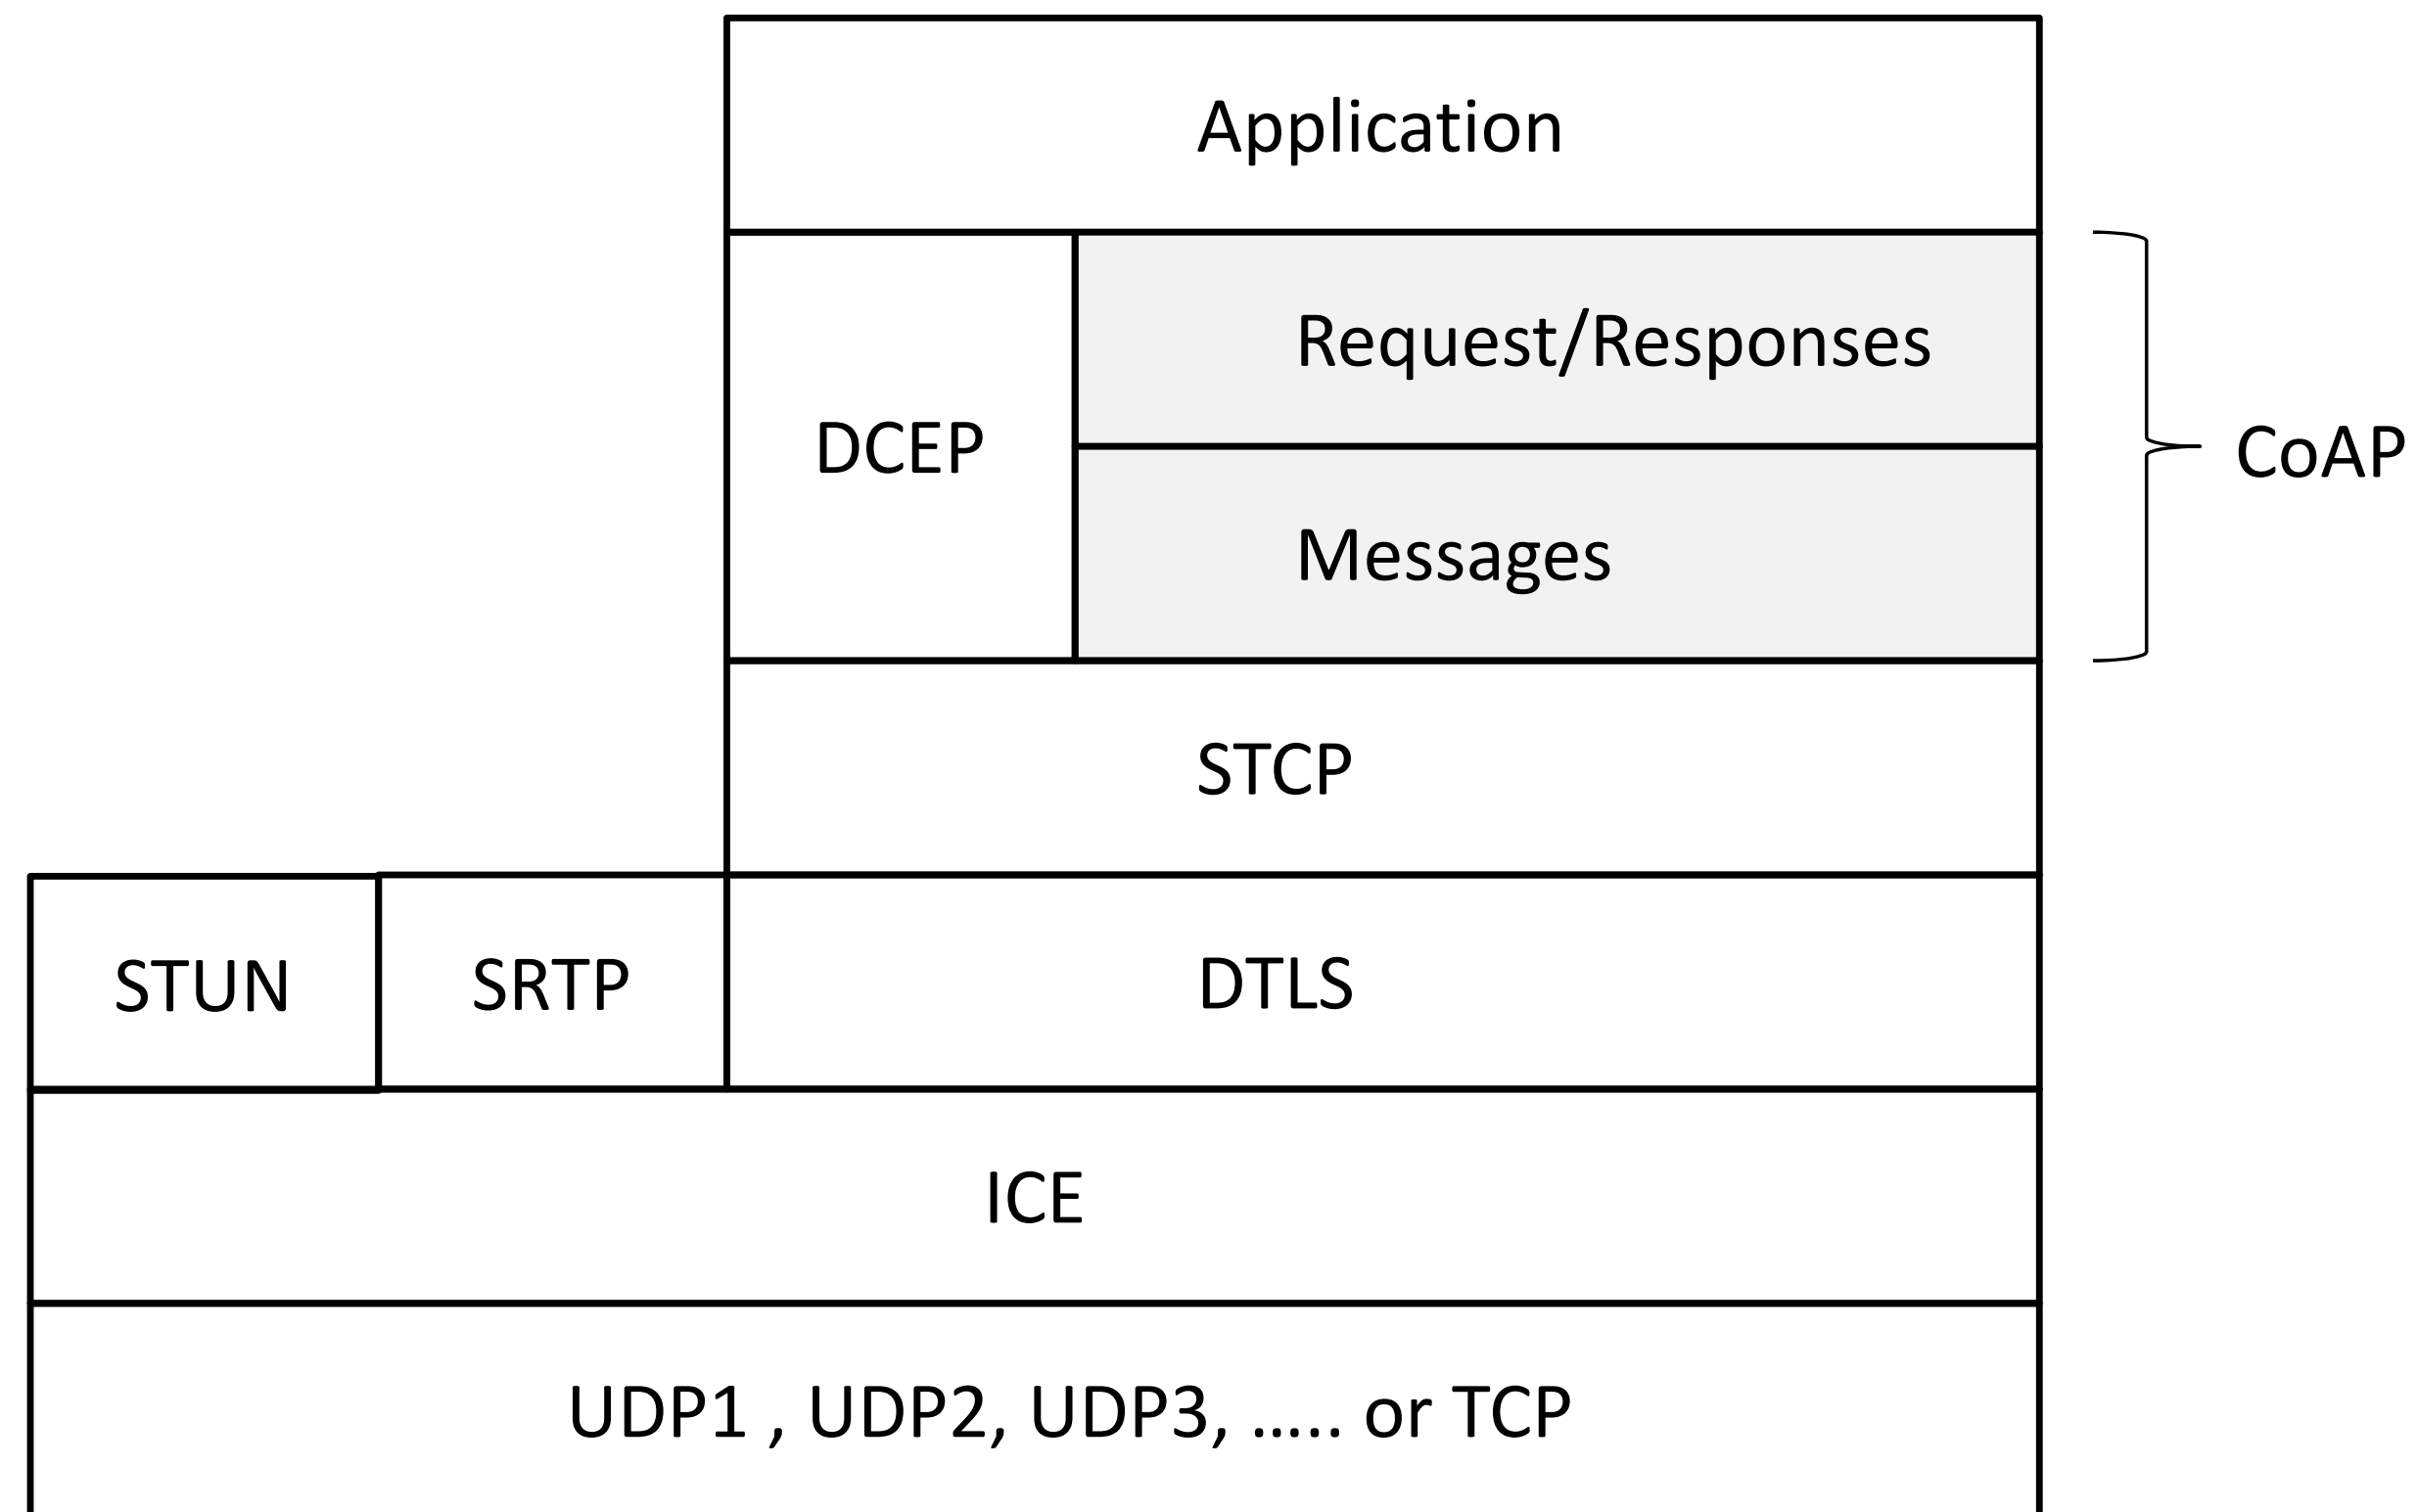 Application
Request/Responses
DCEP
CoAP
Messages
STCP
STUN
SRTP
DTLS
ICE
UDP1 , UDP2, UDP3, ..... or TCP